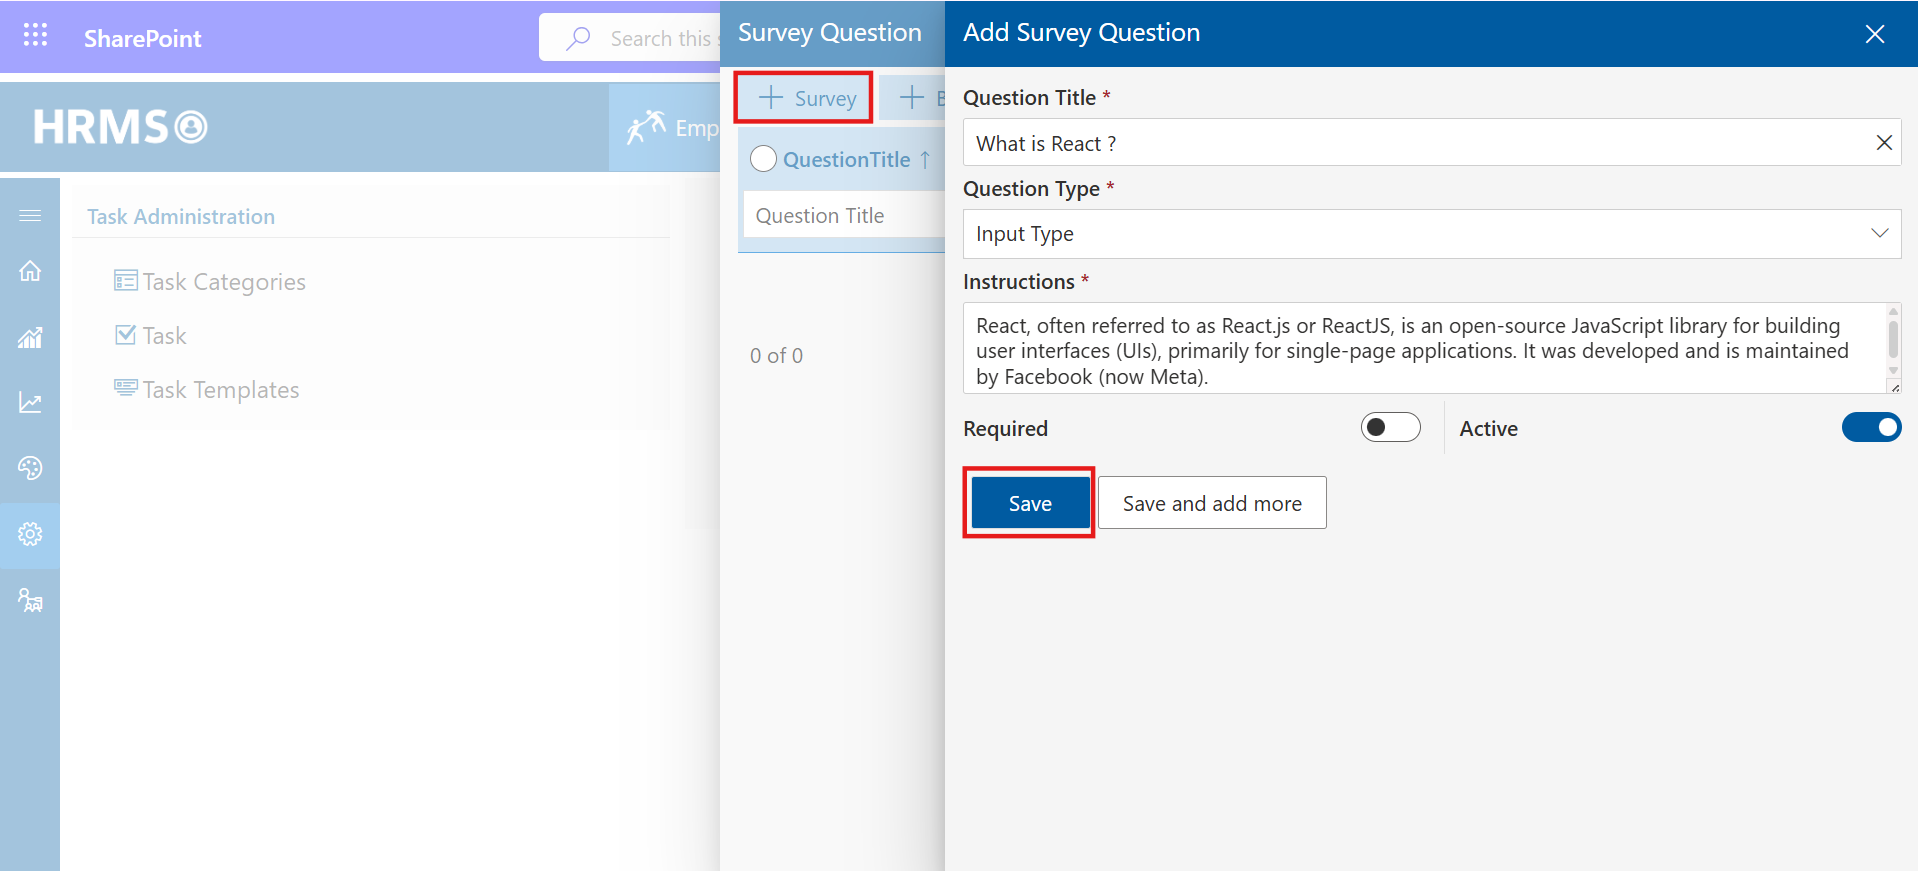 SharePoint
Search this
HRMS
Emp
Task Administration
Task Categories
Task
Task Templates
Survey Question
Survey
QuestionTitle ↑
Question Title
0 of 0
Add Survey Question
Question Title *
What is React ?
Question Type *
Input Type
Instructions *
React, often referred to as React.js or ReactJS, is an open-source JavaScript library for building
user interfaces (UIs), primarily for single-page applications. It was developed and is maintained
by Facebook (now Meta).
Required
Active
Save
Save and add more